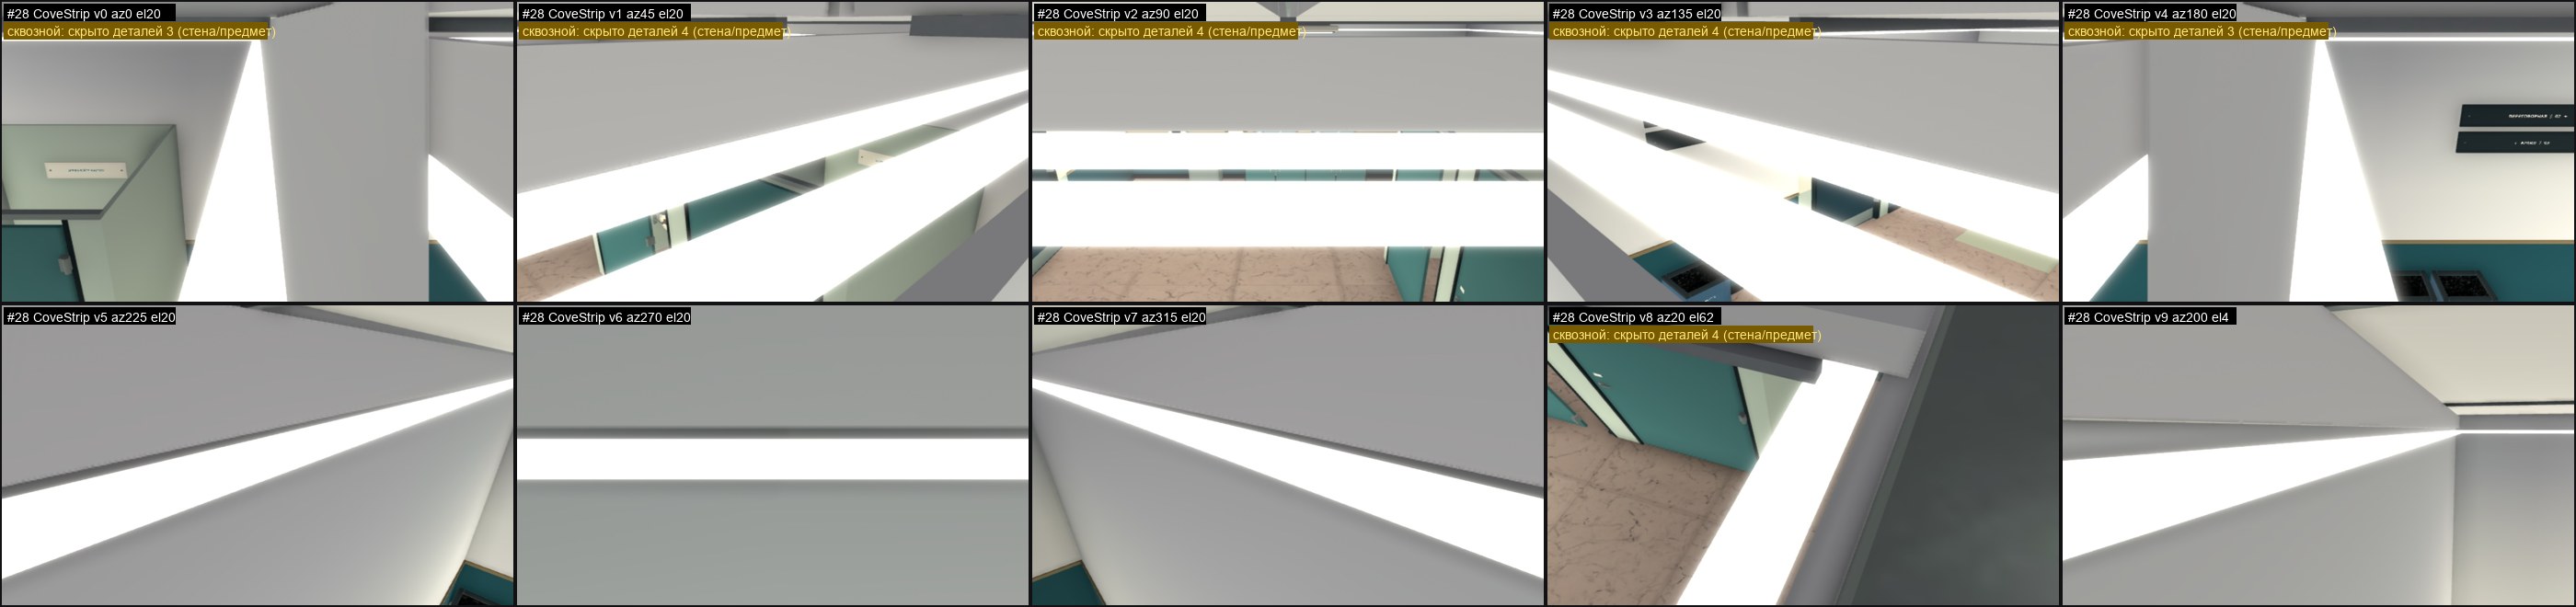 #28 CoveStrip v0 az0 el20
сквозной: скрыто деталей 3 (стена/предмет)
#28 CoveStrip v1 az45 el20
сквозной: скрыто деталей 4 (стена/предмет)
#28 CoveStrip v2 az90 el20
сквозной: скрыто деталей 4 (стена/предмет)
#28 CoveStrip v3 az135 el20
сквозной: скрыто деталей 4 (стена/предмет)
#28 CoveStrip v4 az180 el20
сквозной: скрыто деталей 3 (стена/предмет)
#28 CoveStrip v5 az225 el20
#28 CoveStrip v6 az270 el20
#28 CoveStrip v7 az315 el20
#28 CoveStrip v8 az20 el62
сквозной: скрыто деталей 4 (стена/предмет)
#28 CoveStrip v9 az200 el4